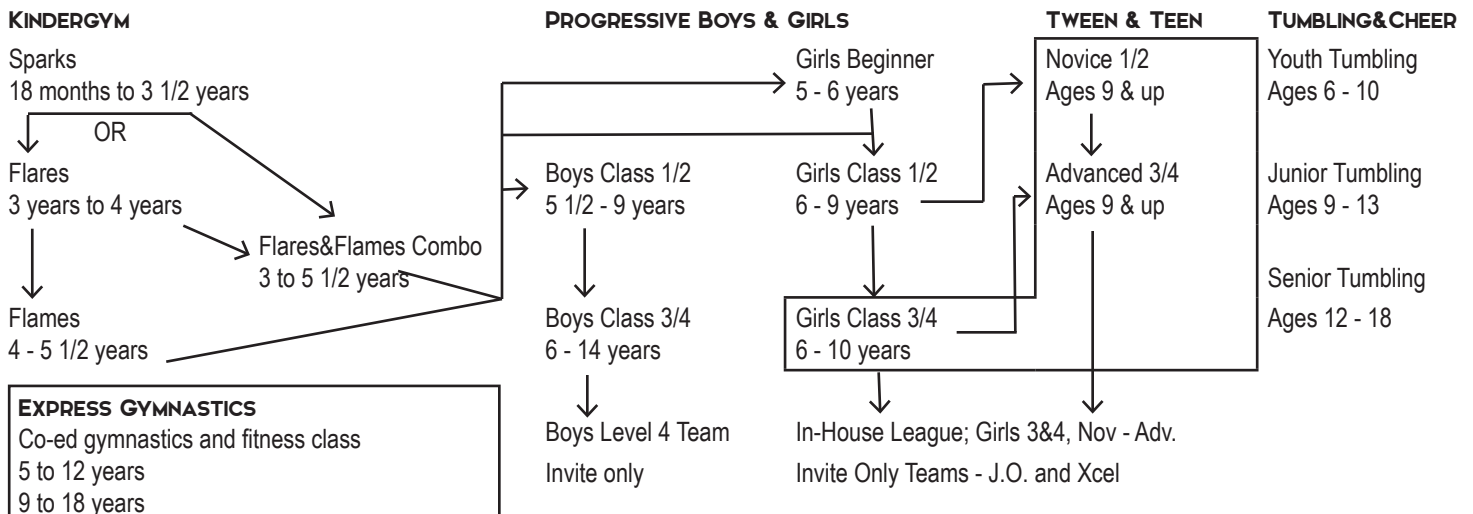 KINDERGYM
Sparks
18 months to 3 1/2 years
OR
Flares
3 years to 4 years
Flares&Flames Combo
3 to 5 1/2 years
Flames
4 - 5 1/2 years
EXPRESS GYMNASTICS
Co-ed gymnastics and fitness class
5 to 12 years
9 to 18 years
PROGRESSIVE BOYS & GIRLS
Girls Beginner
5 - 6 years
Boys Class 1/2
5 1/2 - 9 years
Girls Class 1/2
6 - 9 years
Boys Class 3/4
6 - 14 years
Girls Class 3/4
6 - 10 years
Boys Level 4 Team
Invite only
In-House League; Girls 3&4, Nov - Adv.
Invite Only Teams - J.O. and Xcel
TWEEN & TEEN
Novice 1/2
Ages 9 & up
Advanced 3/4
Ages 9 & up
TUMBLING&CHEER
Youth Tumbling
Ages 6 - 10
Junior Tumbling
Ages 9 - 13
Senior Tumbling
Ages 12 - 18